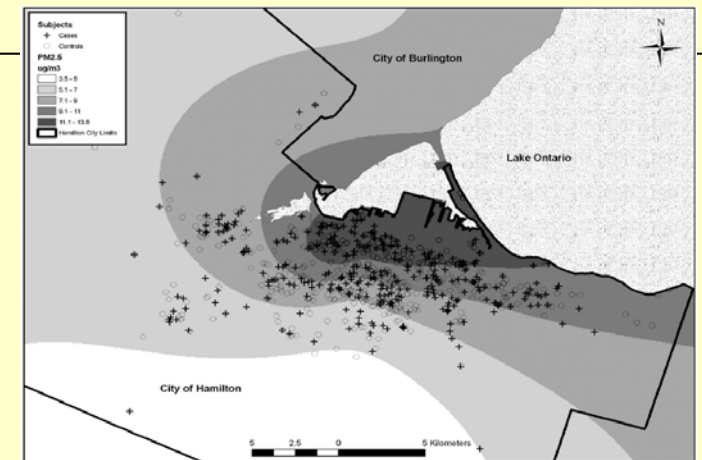 Subjects
Cases
Controls
PM2.5
ug/m3
3.5 - 5
5.1 - 7
7.1 - 9
9.1 - 11
11.1 - 13.9
Hamilton City Limits
City of Burlington
N
Lake Ontario
City of Hamilton
5 2.5 0 5 Kilometers